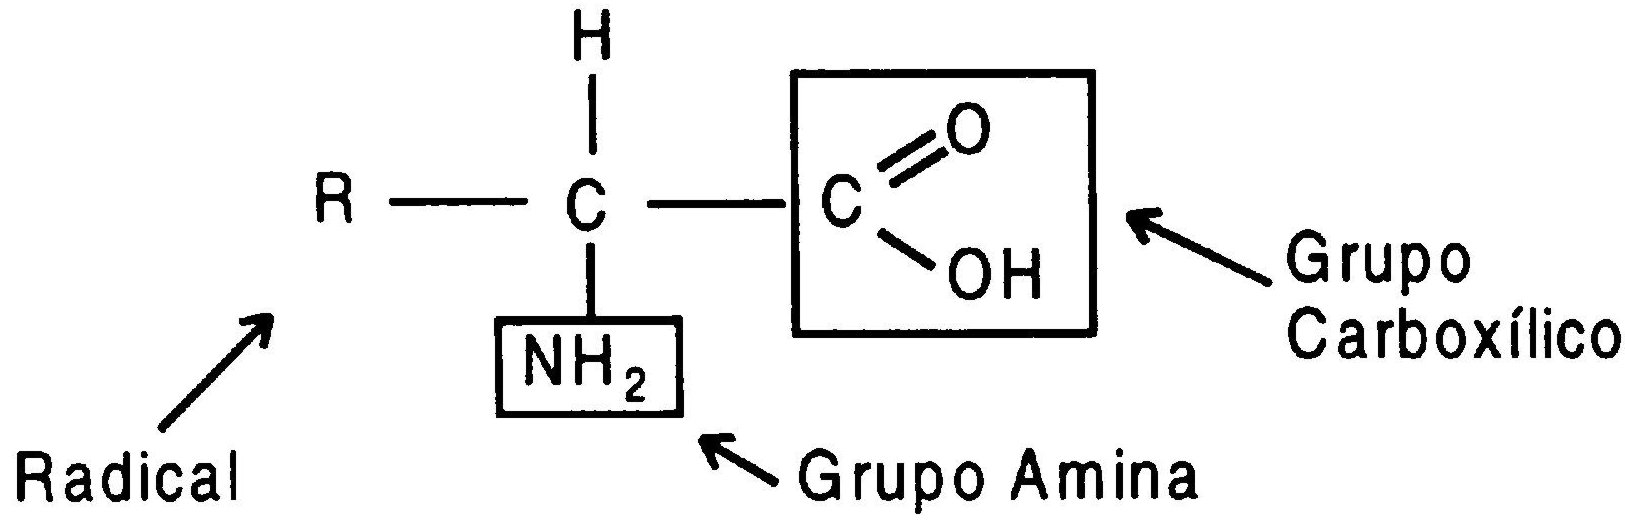 H
O
R
C
C
OH
Grupo
Carboxílico
NH2
Radical
Grupo Amina